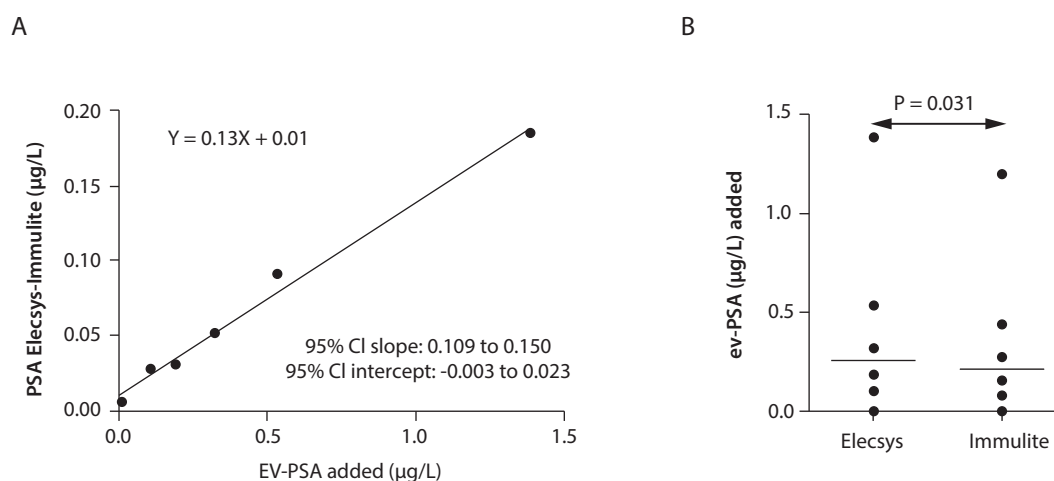 A
PSA Elecsys-Immulite (µg/L)
0.20
0.15
0.10
0.05
0.00
Y = 0.13X + 0.01
95% CI slope: 0.109 to 0.150
95% CI intercept: -0.003 to 0.023
0.0 0.5 1.0 1.5
EV-PSA added (µg/L)
B
P = 0.031
ev-PSA (µg/L) added
1.5
1.0
0.5
0.0
Elecsys Immulite